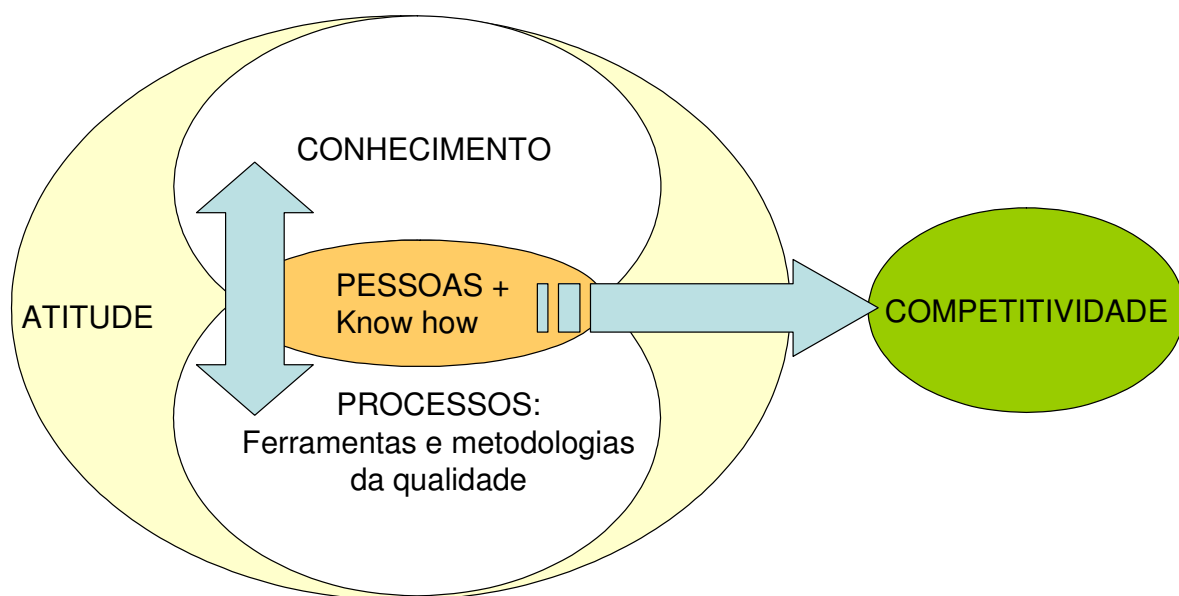 CONHECIMENTO
PESSOAS +
Know how
ATITUDE
COMPETITIVIDADE
PROCESSOS:
Ferramentas e metodologias
da qualidade